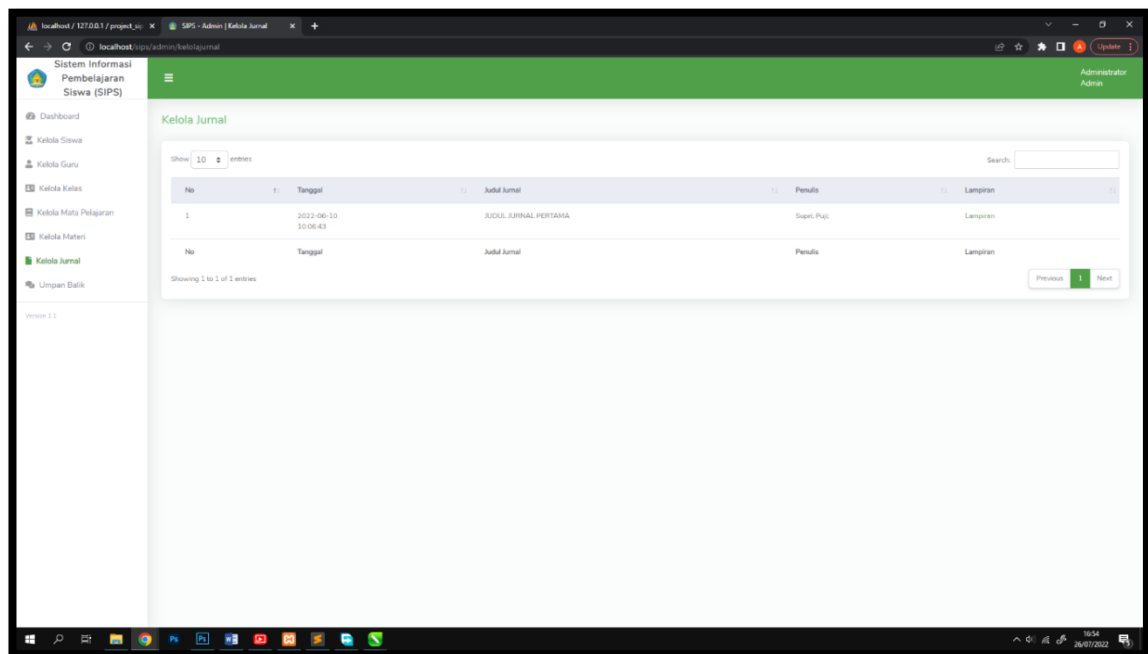 localhost / 127.0.0.1 / project_sip
SIPS - Admin | Kelola Jurnal
localhost/sips/admin/kelolajurnal
A
Update
Sistem Informasi
Pembelajaran
Siswa (SIPS)
Administrator
Admin
Dashboard
Kelola Siswa
Kelola Guru
Kelola Kelas
Kelola Mata Pelajaran
Kelola Materi
Kelola Jurnal
Umpan Balik
Version 1.1
Kelola Jurnal
Show 10 entries
Search:
No Tanggal Judul Jurnal Penulis Lampiran
1 2022-06-10 JUDUL JURNAL PERTAMA Lampiran
10:06:43
No Tanggal Judul Jurnal Penulis Lampiran
Showing 1 to 1 of 1 entries
Previous 1 Next
Ps
16:54
26/07/2022